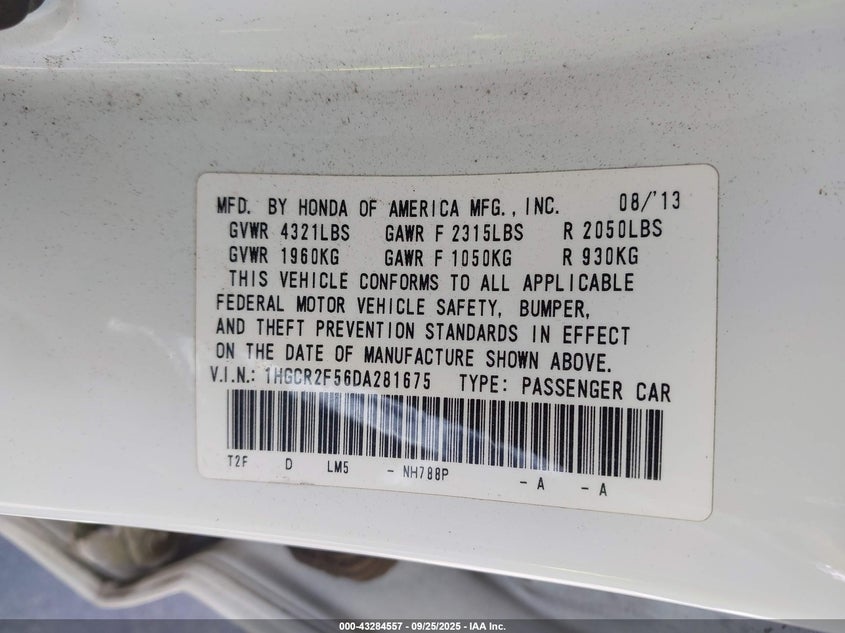 MFD. BY HONDA OF AMERICA MFG., INC. 08/'13
GVWR 4321LBS GAWR F 2315LBS R 2050LBS
GVWR 1960KG GAWR F 1050KG R 930KG
THIS VEHICLE CONFORMS TO ALL APPLICABLE
FEDERAL MOTOR VEHICLE SAFETY, BUMPER,
AND THEFT PREVENTION STANDARDS IN EFFECT
ON THE DATE OF MANUFACTURE SHOWN ABOVE.
V.I.N.: 1HGCR2F56DA281675 TYPE: PASSENGER CAR
T2F D LM5 - NH788P - A - A
000-43284557 - 09/25/2025 - IAA Inc.